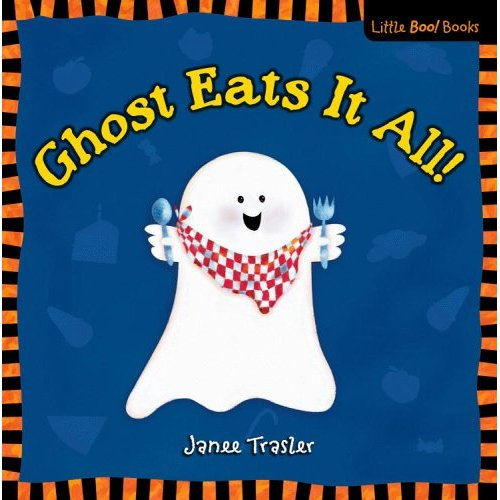 Little Boo! Books
Ghost Eats It All!
Janee Trasler